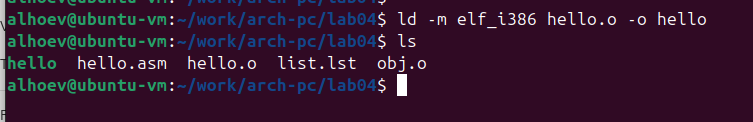 alhoev@ubuntu-vm:~/work/arch-pc/lab04$ ld -m elf_i386 hello.o -o hello
alhoev@ubuntu-vm:~/work/arch-pc/lab04$ ls
hello  hello.asm  hello.o  list.lst  obj.o
alhoev@ubuntu-vm:~/work/arch-pc/lab04$